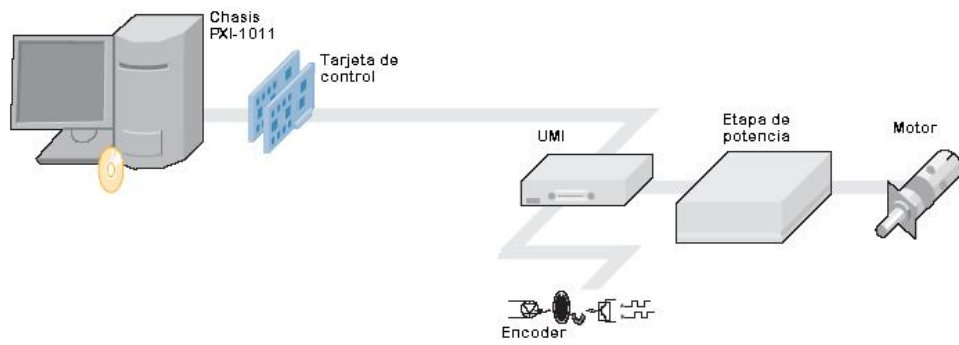 Chasis
PXI-1011
Tarjeta de
control
UMI
Etapa de
potencia
Motor
Encoder